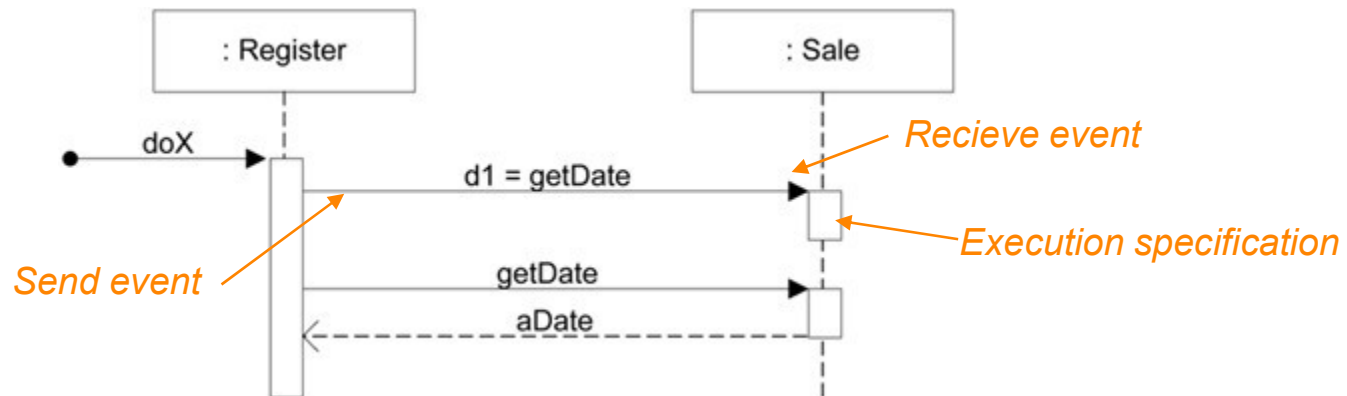 : Register
: Sale
doX
Recieve event
d1 = getDate
Execution specification
Send event
getDate
aDate